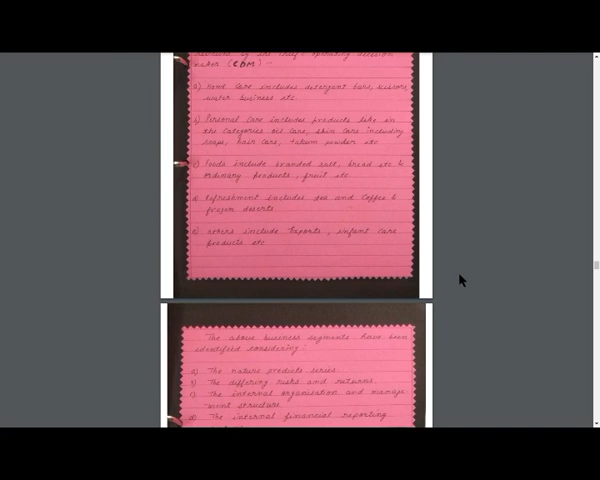 maker (CDM) -
a) Home Care includes detergent bars,
water business etc.
b) Personal Care includes products like in
the categories oil care, skin care including
soaps, hair care, talcum powder etc
c) Foods include branded salt, bread etc &
ordinary products, fruit etc
d) Refreshment includes tea and coffee &
frozen deserts
e) others include Exports, infant care
products etc
The above business segments have been
identified considering:
a) The nature products series.
b) The differing risks and returns
c) The internal organisation and manage
ment structure
d) The internal financial reporting